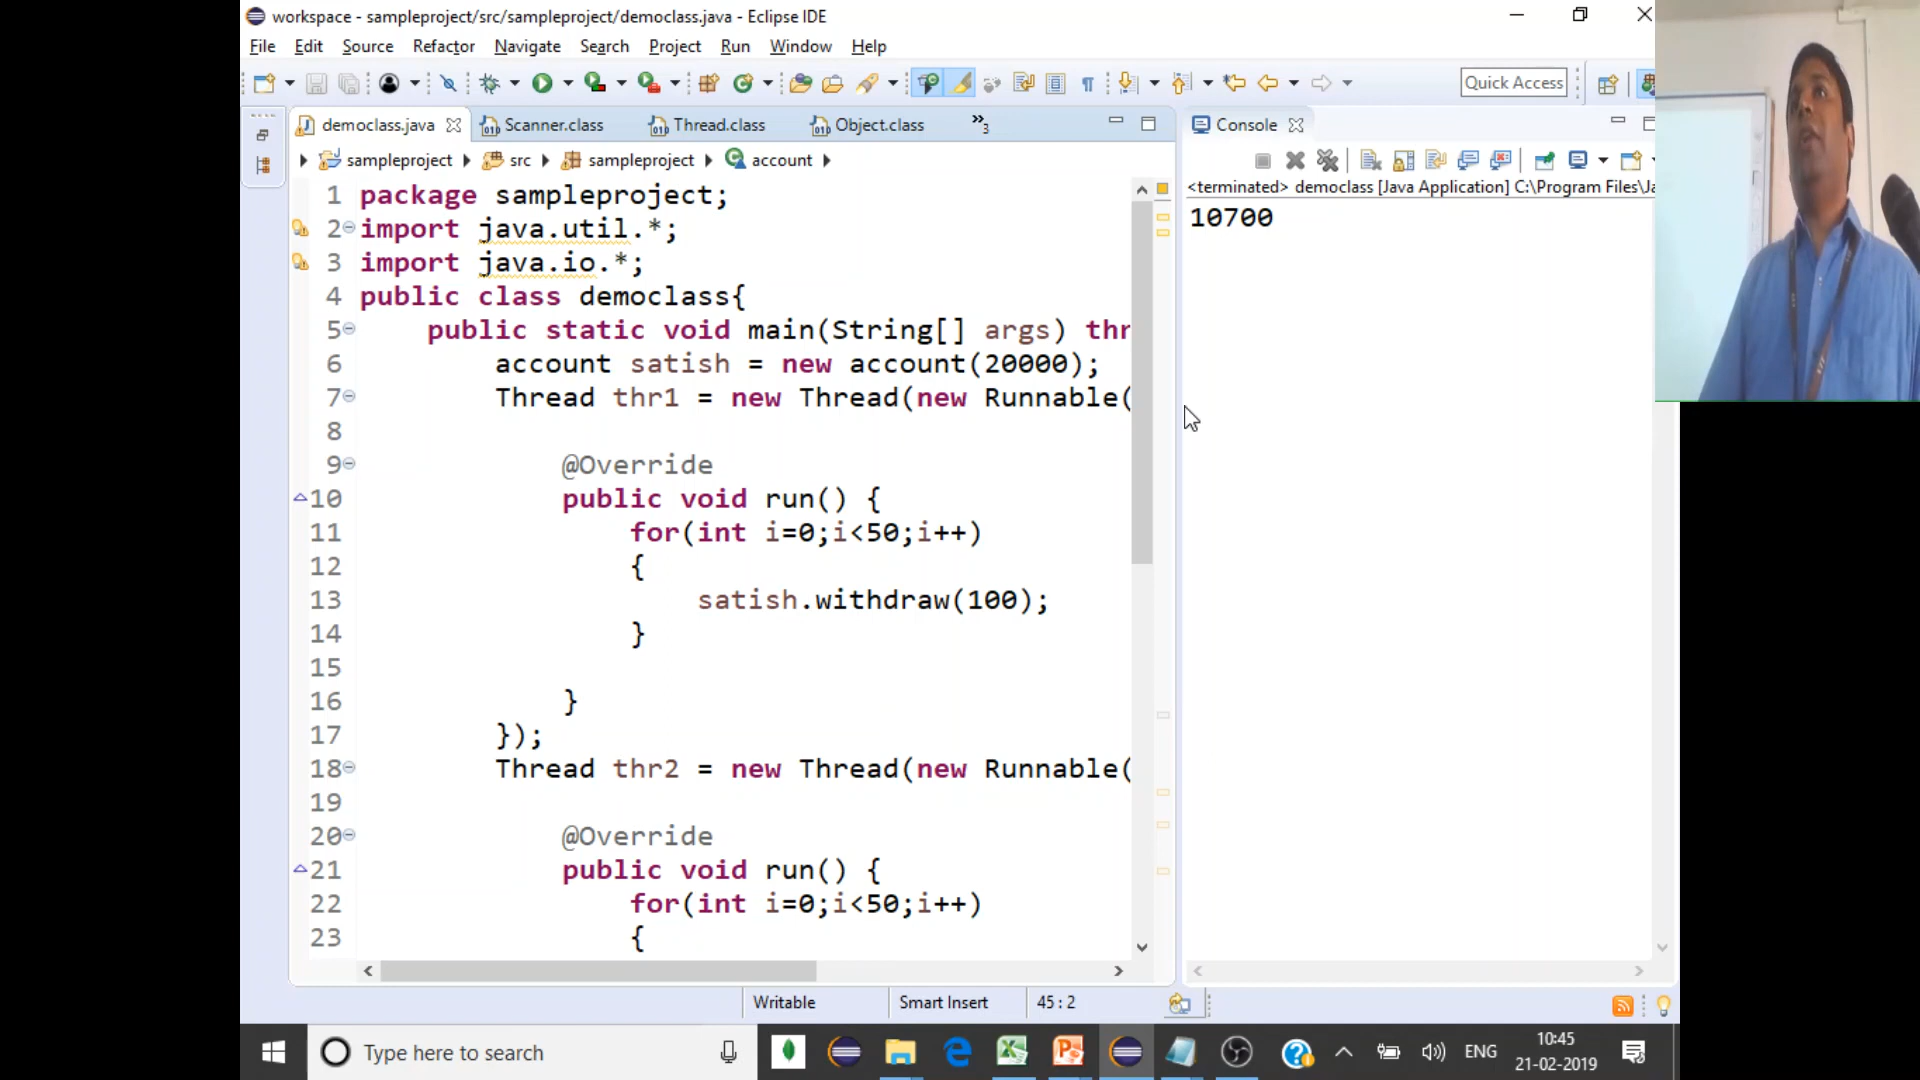 workspace - sampleproject/src/sampleproject/democlass.java - Eclipse IDE
File Edit Source Refactor Navigate Search Project Run Window Help
Quick Access
democlass.java Scanner.class Thread.class Object.class »3
Console
sampleproject src sampleproject account
<terminated> democlass [Java Application] C:\Program Files\Ja
10700
1 package sampleproject;
2 import java.util.*;
3 import java.io.*;
4 public class democlass{
5 public static void main(String[] args) thr
6 account satish = new account(20000);
7 Thread thr1 = new Thread(new Runnable(
8
9 @Override
10 public void run() {
11 for(int i=0;i<50;i++)
12 {
13 satish.withdraw(100);
14 }
15
16 }
17 });
18 Thread thr2 = new Thread(new Runnable(
19
20 @Override
21 public void run() {
22 for(int i=0;i<50;i++)
23 {
Writable Smart Insert 45 : 2
Type here to search
ENG
10:45
21-02-2019